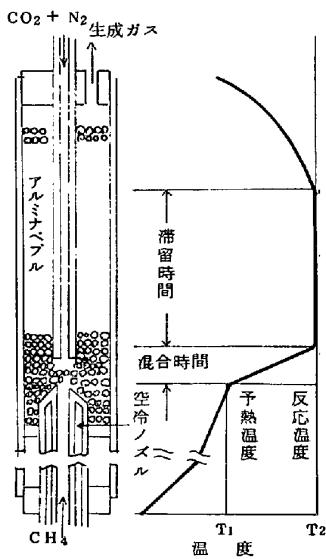 CO2 + N2
生成ガス
アルミナペブル
滞留時間
混合時間
空冷ノズル
予熱温度
反応温度
CH4
T1
T2
温度